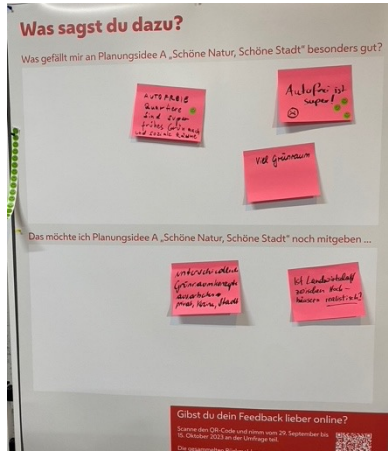 Was sagst du dazu?
Was gefällt mir an Planungsidee A „Schöne Natur, Schöne Stadt“ besonders gut?
AUTOFREIE
Quartiere
sind super
und soziale Räume
Autofrei ist
super!
Viel Grünraum
Das möchte ich Planungsidee A „Schöne Natur, Schöne Stadt“ noch mitgeben ...
unterschiedliche
Grünraumkonzepte
Ist Landwirtschaft
zwischen Hoch-
häusern realistisch?
Gibst du dein Feedback lieber online?
Scanne den QR-Code und nimm vom 29. September bis
15. Oktober 2023 an der Umfrage teil.